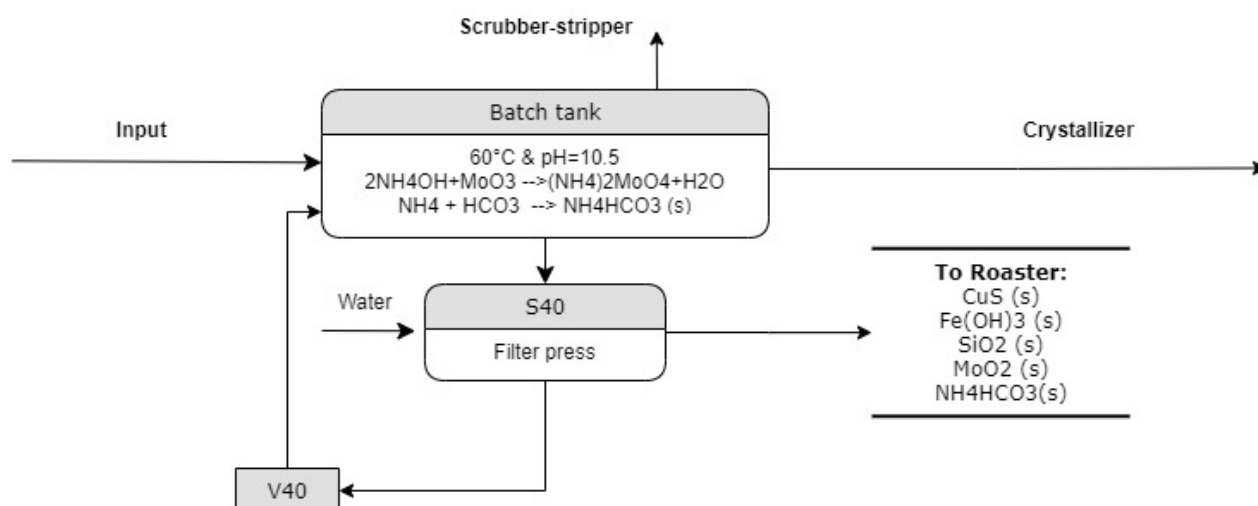 Scrubber-stripper
Input
Batch tank
60°C & pH=10.5
2NH4OH+MoO3 -->(NH4)2MoO4+H2O
NH4 + HCO3 --> NH4HCO3 (s)
Crystallizer
Water
S40
Filter press
To Roaster:
CuS (s)
Fe(OH)3 (s)
SiO2 (s)
MoO2 (s)
NH4HCO3(s)
V40